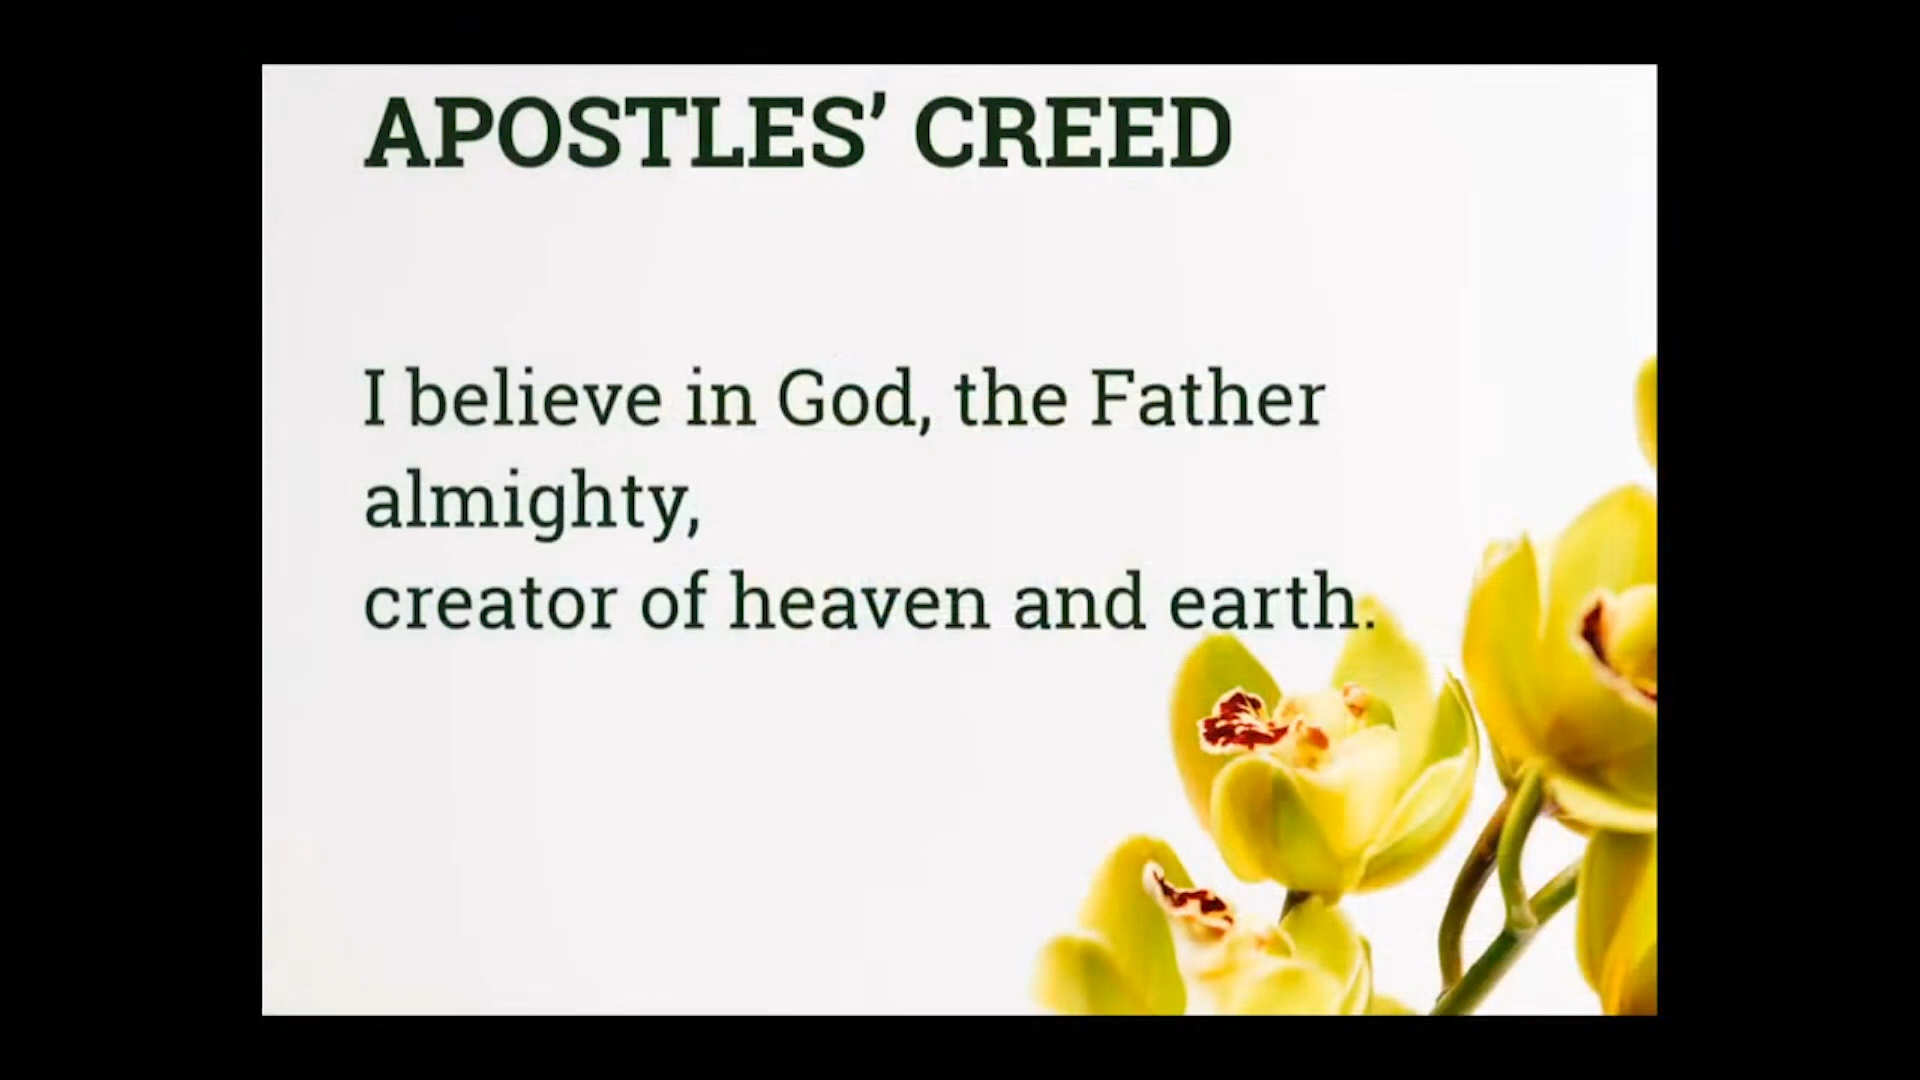 APOSTLES’ CREED
I believe in God, the Father
almighty,
creator of heaven and earth.